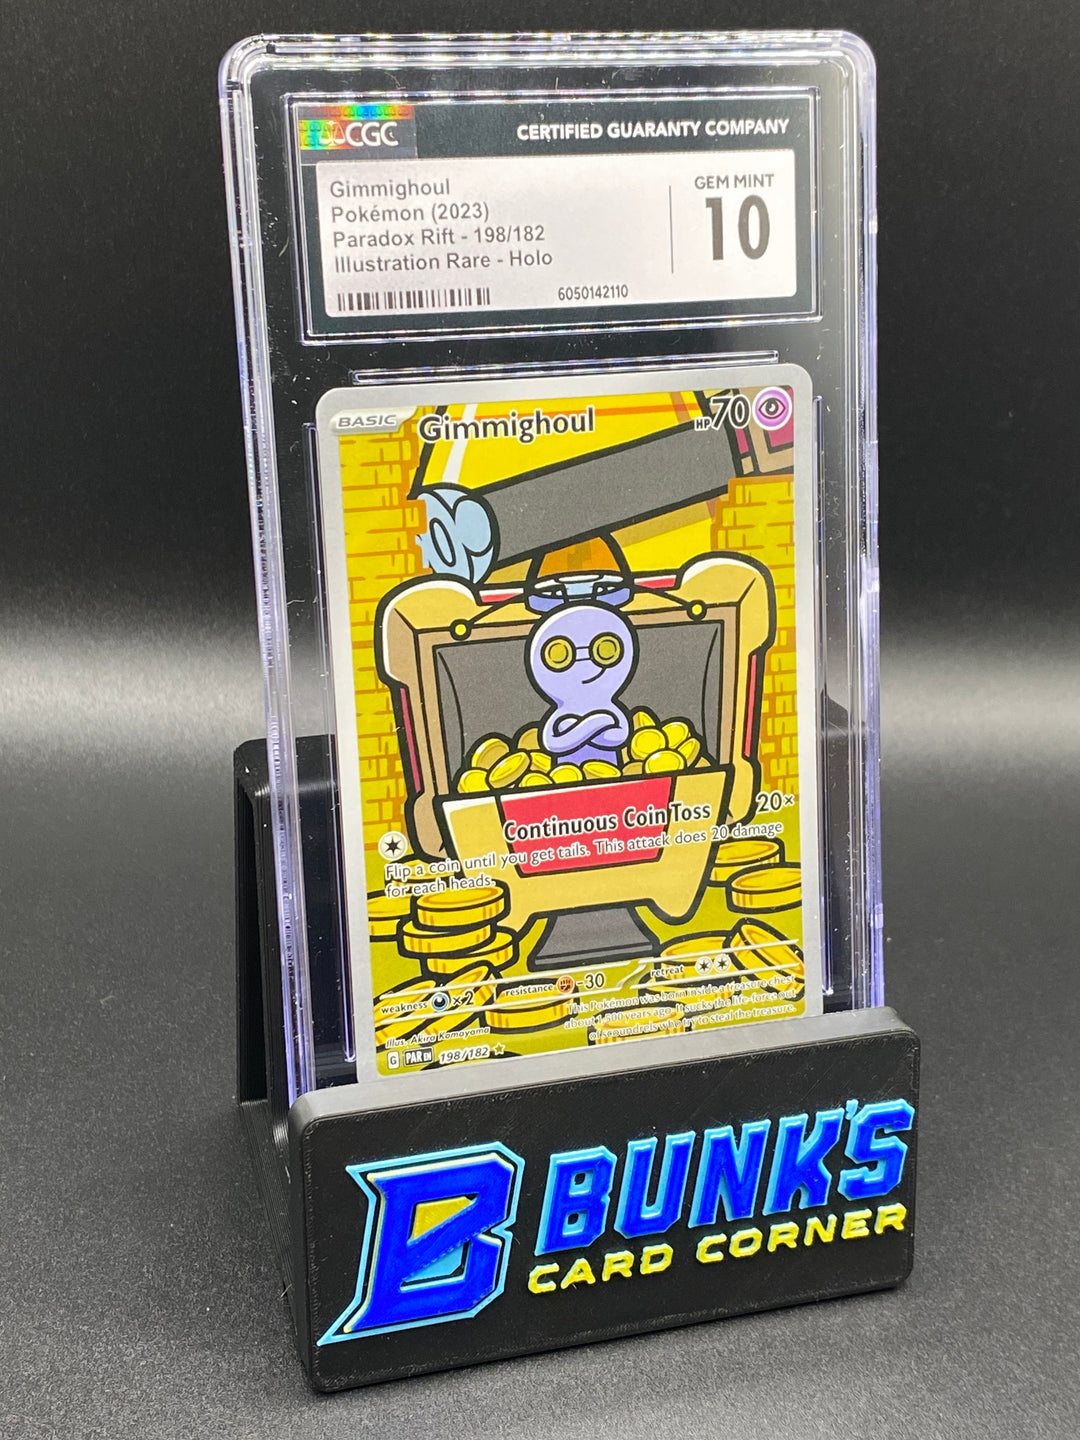 CGC
CERTIFIED GUARANTY COMPANY
Gimmighoul
Pokémon (2023)
Paradox Rift - 198/182
Illustration Rare - Holo
GEM MINT
10
6050142110
BASIC
Gimmighoul
HP70
Continuous Coin Toss
20×
Flip a coin until you get tails. This attack does 20 damage
for each heads.
weakness ×2
resistance -30
retreat
This Pokémon was born inside a treasure chest
about 1,500 years ago. It sucks the life-force out
of scoundrels who try to steal the treasure.
Illus. Akira Komayama
G PAR EN 198/182
B BUNK'S
CARD CORNER